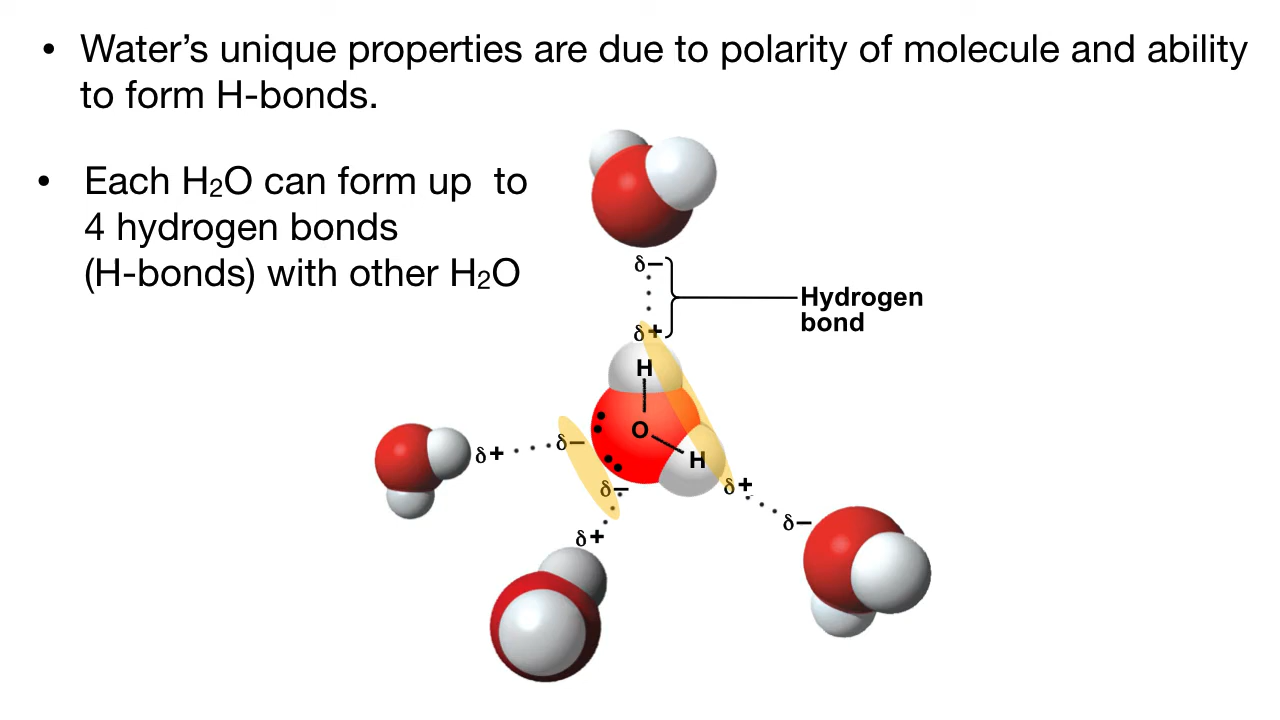 • Water’s unique properties are due to polarity of molecule and ability
to form H-bonds.
• Each H₂O can form up  to
4 hydrogen bonds
(H-bonds) with other H₂O
δ−
Hydrogen
bond
δ+
H
O
δ−
δ+
H
δ−
δ+
δ−
δ+